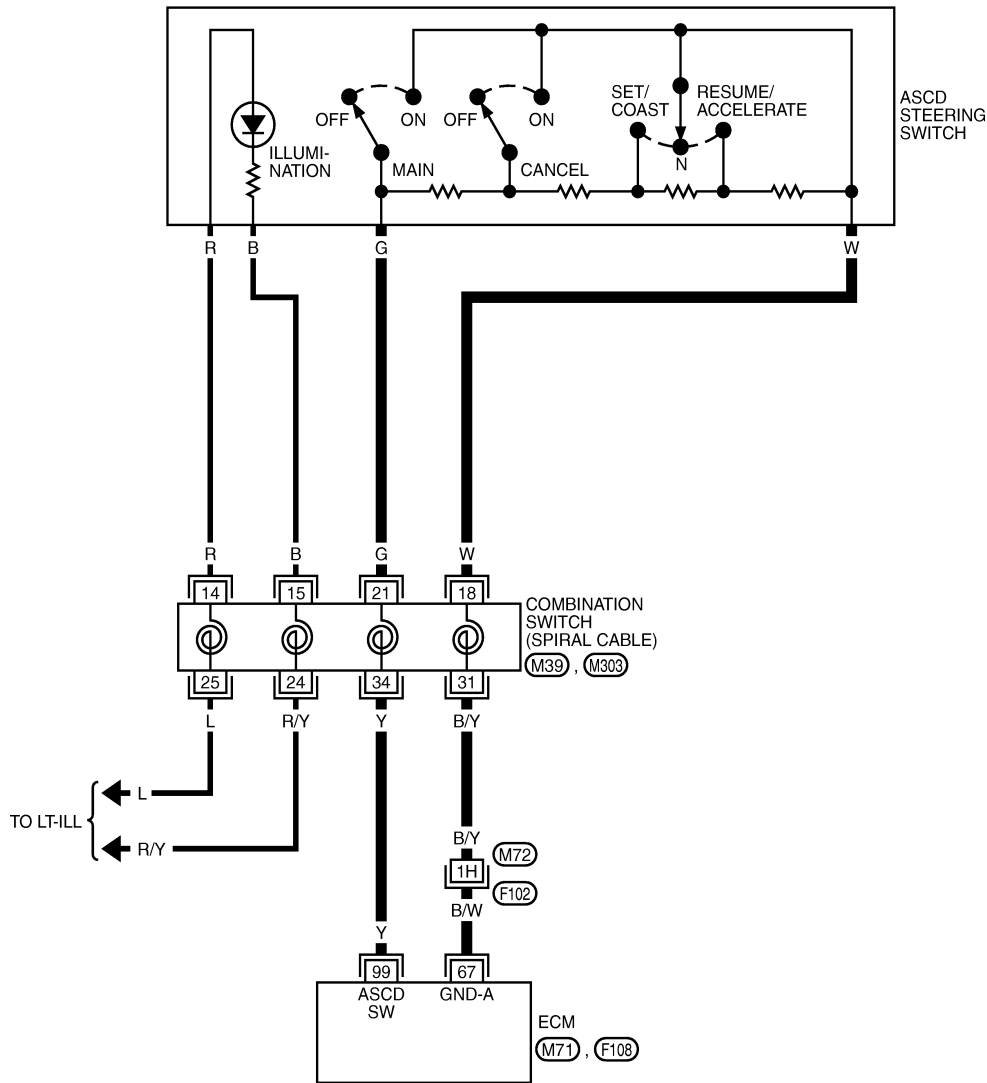 SET/
COAST
RESUME/
ACCELERATE
ASCD
STEERING
SWITCH
OFF
ON
OFF
ON
ILLUMI-
NATION
MAIN
CANCEL
N
R
B
G
W
R
B
G
W
14
15
21
18
COMBINATION
SWITCH
(SPIRAL CABLE)
M39 , M303
25
24
34
31
L
R/Y
Y
B/Y
TO LT-ILL
L
R/Y
B/Y
M72
1H
F102
B/W
Y
99
67
ASCD
SW
GND-A
ECM
M71 , F108